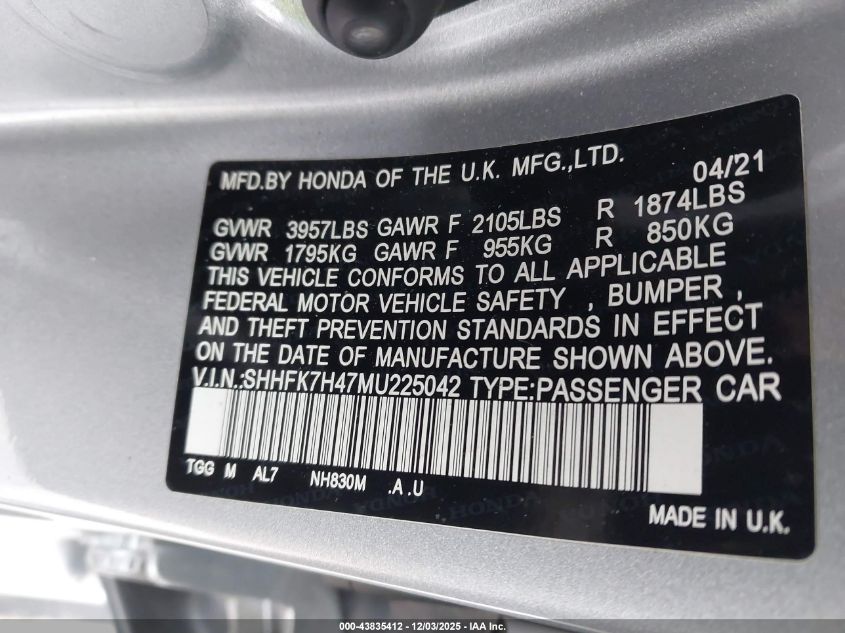 MFD.BY HONDA OF THE U.K. MFG.,LTD. 04/21
GVWR 3957LBS GAWR F 2105LBS R 1874LBS
GVWR 1795KG GAWR F 955KG R 850KG
THIS VEHICLE CONFORMS TO ALL APPLICABLE
FEDERAL MOTOR VEHICLE SAFETY , BUMPER ,
AND THEFT PREVENTION STANDARDS IN EFFECT
ON THE DATE OF MANUFACTURE SHOWN ABOVE.
V.I.N.:SHHFK7H47MU225042 TYPE:PASSENGER CAR
TGG M AL7 NH830M .A .U
MADE IN U.K.
000-43835412 - 12/03/2025 - IAA Inc.